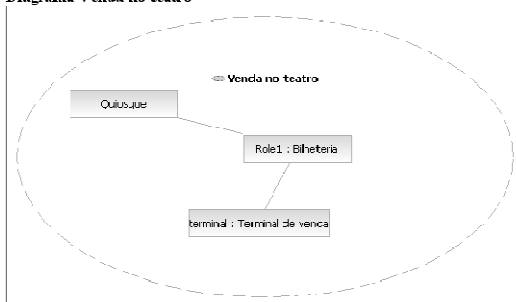 Diagrama Venda no teatro
Venda no teatro
Quiosque
Role1 : Bilheteria
terminal : Terminal de venda